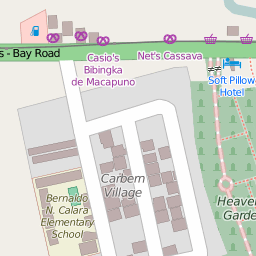 s - Bay Road
Casio's
Bibingka
de Macapuno
Net's Cassava
Soft Pillow
Hotel
Carbem
Village
Bernaldo
N. Calara
Elementary
School
Heaven
Garde